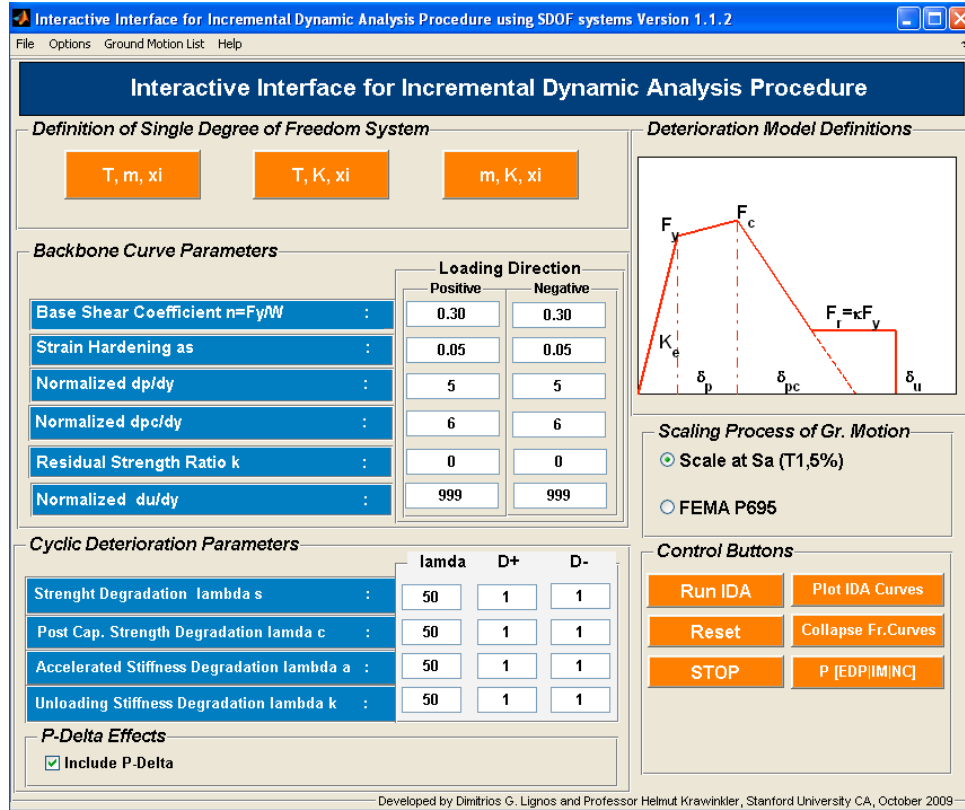 Interactive Interface for Incremental Dynamic Analysis Procedure using SDOF systems Version 1.1.2
File Options Ground Motion List Help
Interactive Interface for Incremental Dynamic Analysis Procedure
Definition of Single Degree of Freedom System
T, m, xi
T, K, xi
m, K, xi
Backbone Curve Parameters
Loading Direction
Positive Negative
Base Shear Coefficient n=Fy/W : 0.30 0.30
Strain Hardening as : 0.05 0.05
Normalized dp/dy : 5 5
Normalized dpc/dy : 6 6
Residual Strength Ratio k : 0 0
Normalized du/dy : 999 999
Cyclic Deterioration Parameters
lamda D+ D-
Strenght Degradation lambda s : 50 1 1
Post Cap. Strength Degradation lamda c : 50 1 1
Accelerated Stiffness Degradation lambda a : 50 1 1
Unloading Stiffness Degradation lambda k : 50 1 1
P-Delta Effects
Include P-Delta
Deterioration Model Definitions
F_y
F_c
F_r=κF_y
K_e
δ_p
δ_pc
δ_u
Scaling Process of Gr. Motion
Scale at Sa (T1,5%)
FEMA P695
Control Buttons
Run IDA
Plot IDA Curves
Reset
Collapse Fr.Curves
STOP
P [EDP|IM|NC]
Developed by Dimitrios G. Lignos and Professor Helmut Krawinkler, Stanford University CA, October 2009